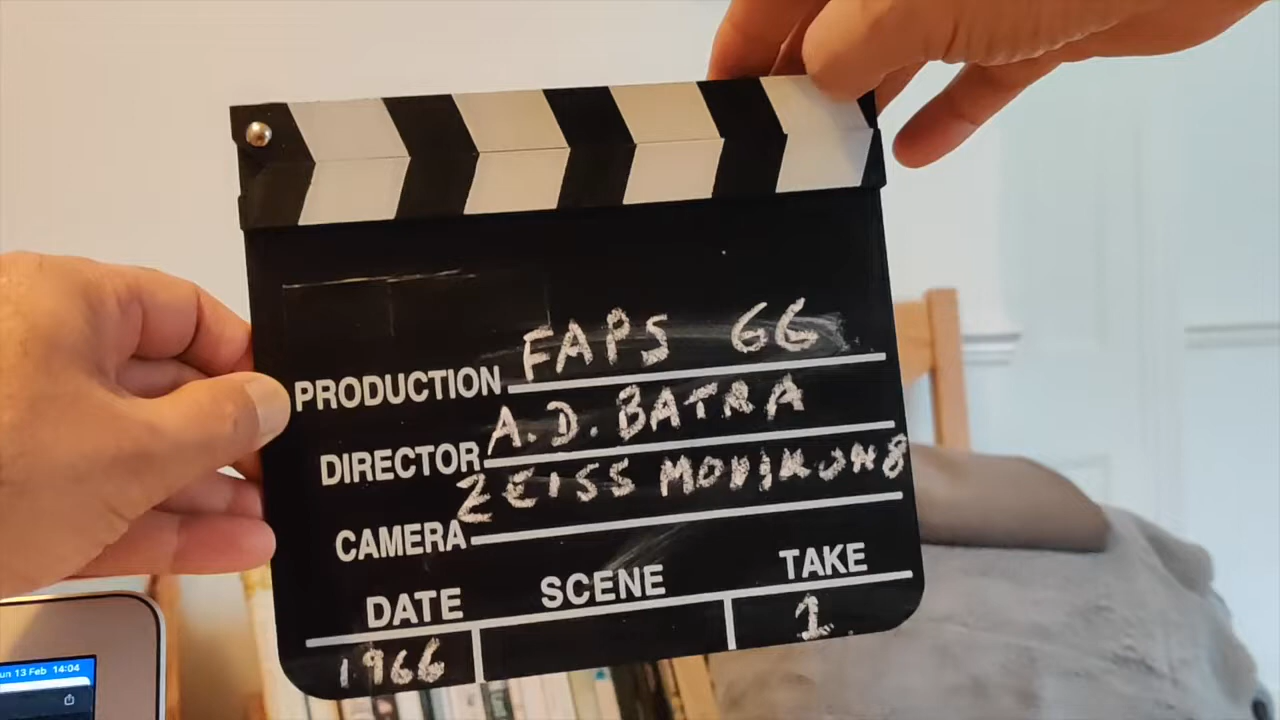 PRODUCTION FAPS 66
DIRECTOR A.D. BATRA
CAMERA ZEISS MOVIKON 8
DATE SCENE TAKE
1966 1
un 13 Feb 14:04